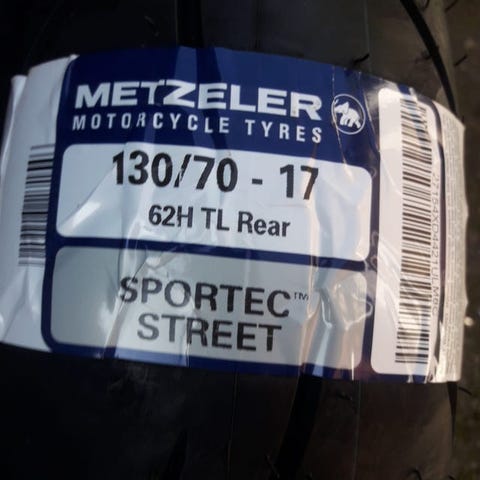 METZELER
MOTORCYCLE TYRES
130/70 - 17
62H TL Rear
SPORTEC™
STREET